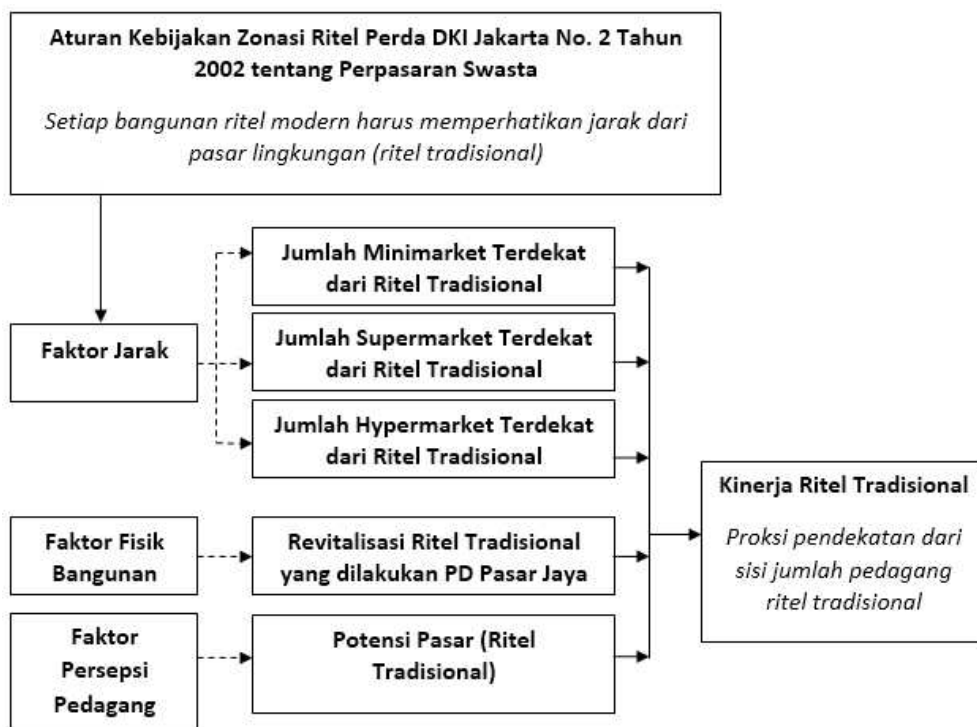 Aturan Kebijakan Zonasi Ritel Perda DKI Jakarta No. 2 Tahun
2002 tentang Perpasaran Swasta
Setiap bangunan ritel modern harus memperhatikan jarak dari
pasar lingkungan (ritel tradisional)
Faktor Jarak
Jumlah Minimarket Terdekat
dari Ritel Tradisional
Jumlah Supermarket Terdekat
dari Ritel Tradisional
Jumlah Hypermarket Terdekat
dari Ritel Tradisional
Faktor Fisik
Bangunan
Revitalisasi Ritel Tradisional
yang dilakukan PD Pasar Jaya
Faktor
Persepsi
Pedagang
Potensi Pasar (Ritel
Tradisional)
Kinerja Ritel Tradisional
Proksi pendekatan dari
sisi jumlah pedagang
ritel tradisional